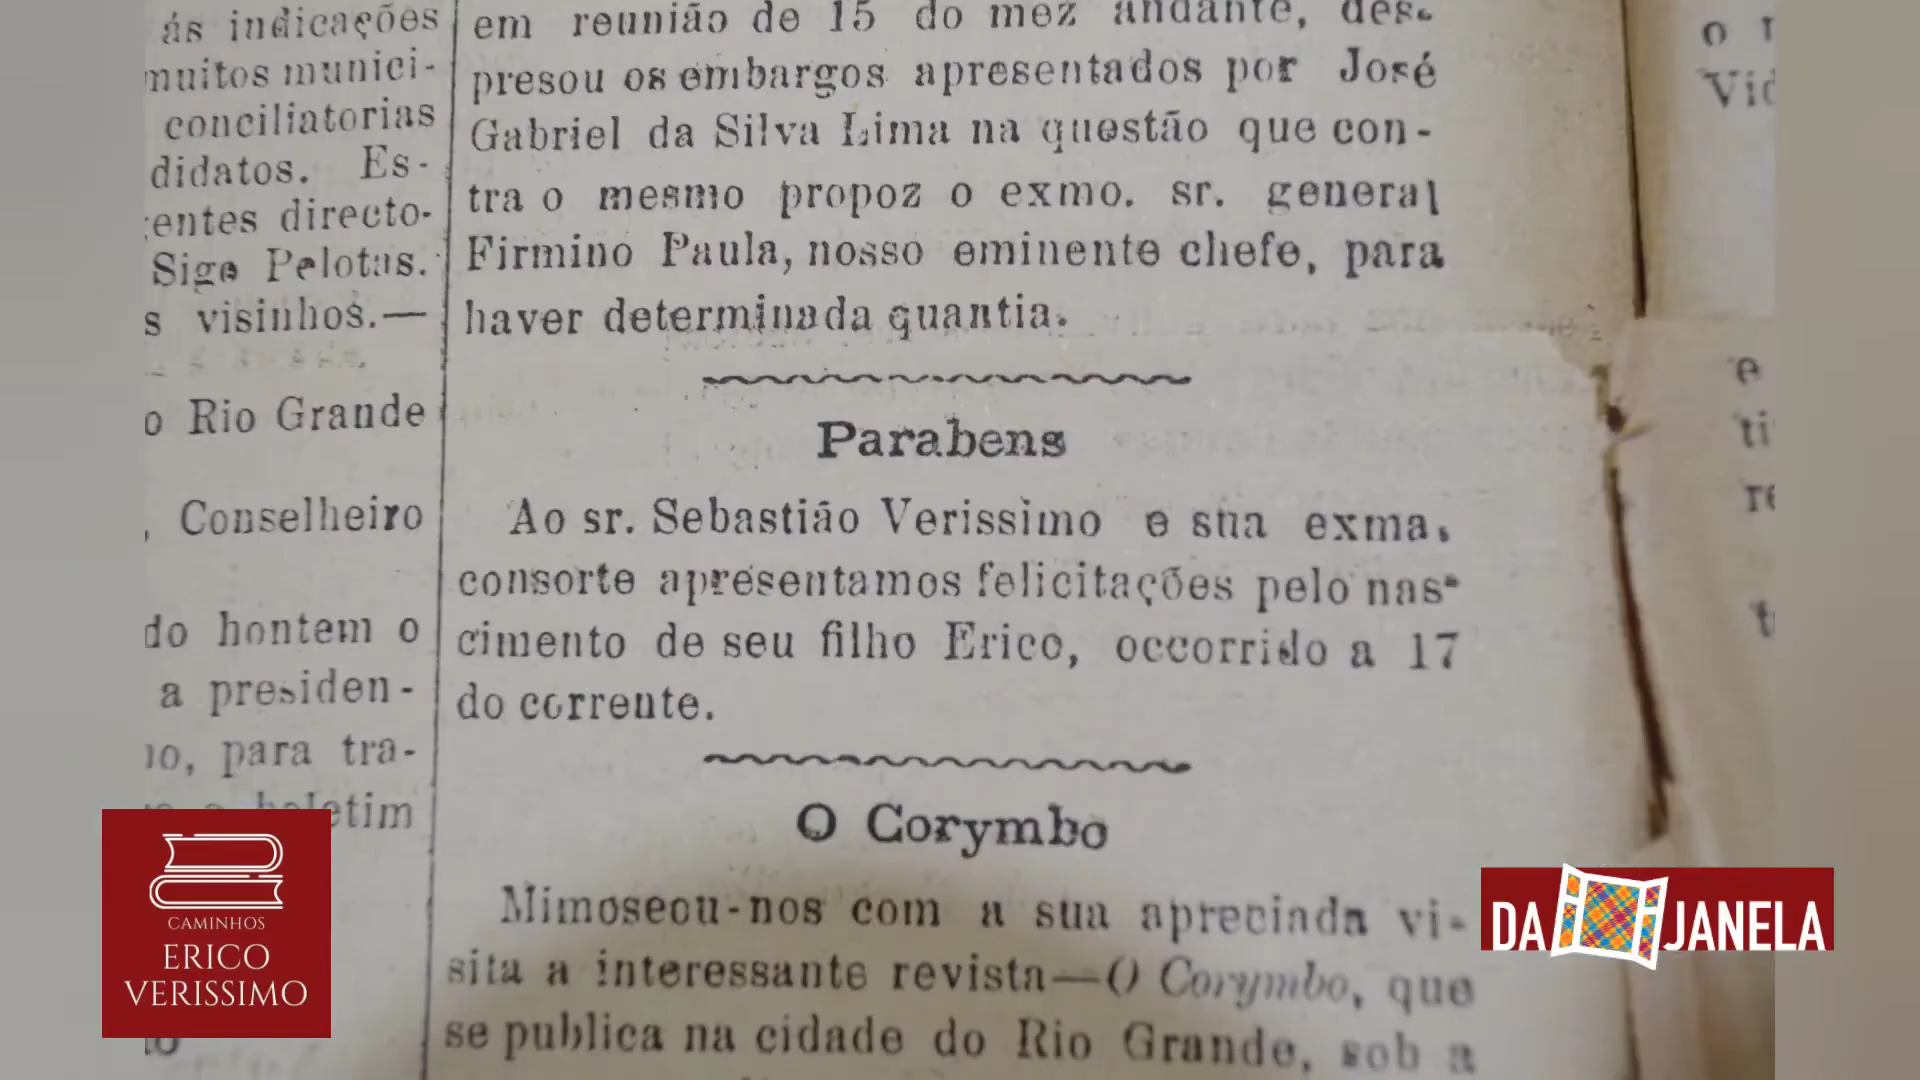 ás indicações
muitos munici-
conciliatorias
didatos. Es-
entes directo-
Sigo Pelotas.
s visinhos.—
o Rio Grande
, Conselheiro
do hontem o
a presiden-
para tra-
em reunião de 15 do mez andante, des-
presou os embargos apresentados por José
Gabriel da Silva Lima na questão que con-
tra o mesmo propoz o exmo. sr. general
Firmino Paula, nosso eminente chefe, para
haver determinada quantia.
Parabens
Ao sr. Sebastião Verissimo e sua exma.
consorte apresentamos felicitações pelo nas-
cimento de seu filho Erico, occorrido a 17
do corrente.
O Corymbo
Mimoseou-nos com a sua apreciada vi-
sita a interessante revista—O Corymbo, que
se publica na cidade do Rio Grande, sob a
CAMINHOS
ERICO
VERISSIMO
DA JANELA